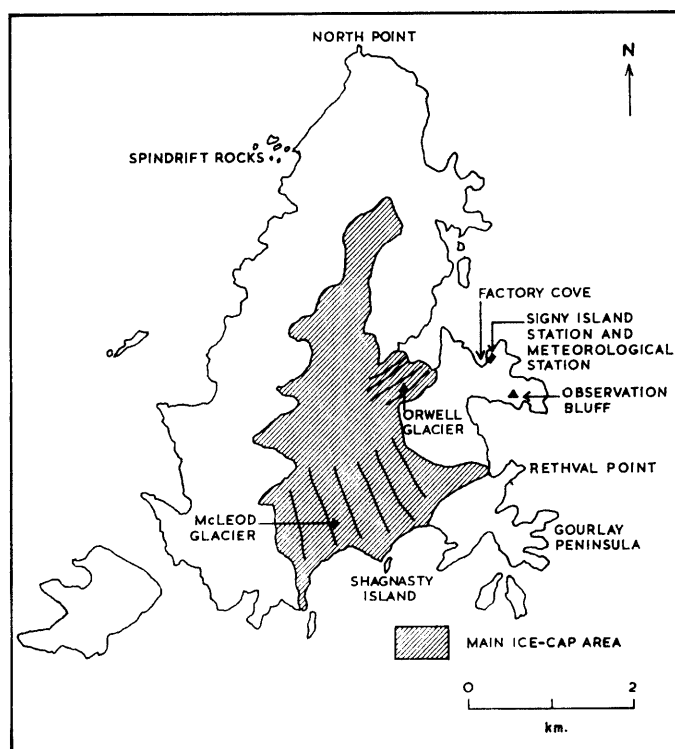 NORTH POINT
N
SPINDRIFT ROCKS
FACTORY COVE
SIGNY ISLAND
STATION AND
METEOROLOGICAL
STATION
OBSERVATION
BLUFF
ORWELL
GLACIER
RETHVAL POINT
McLEOD
GLACIER
GOURLAY
PENINSULA
SHAGNASTY
ISLAND
MAIN ICE-CAP AREA
0 2
km.